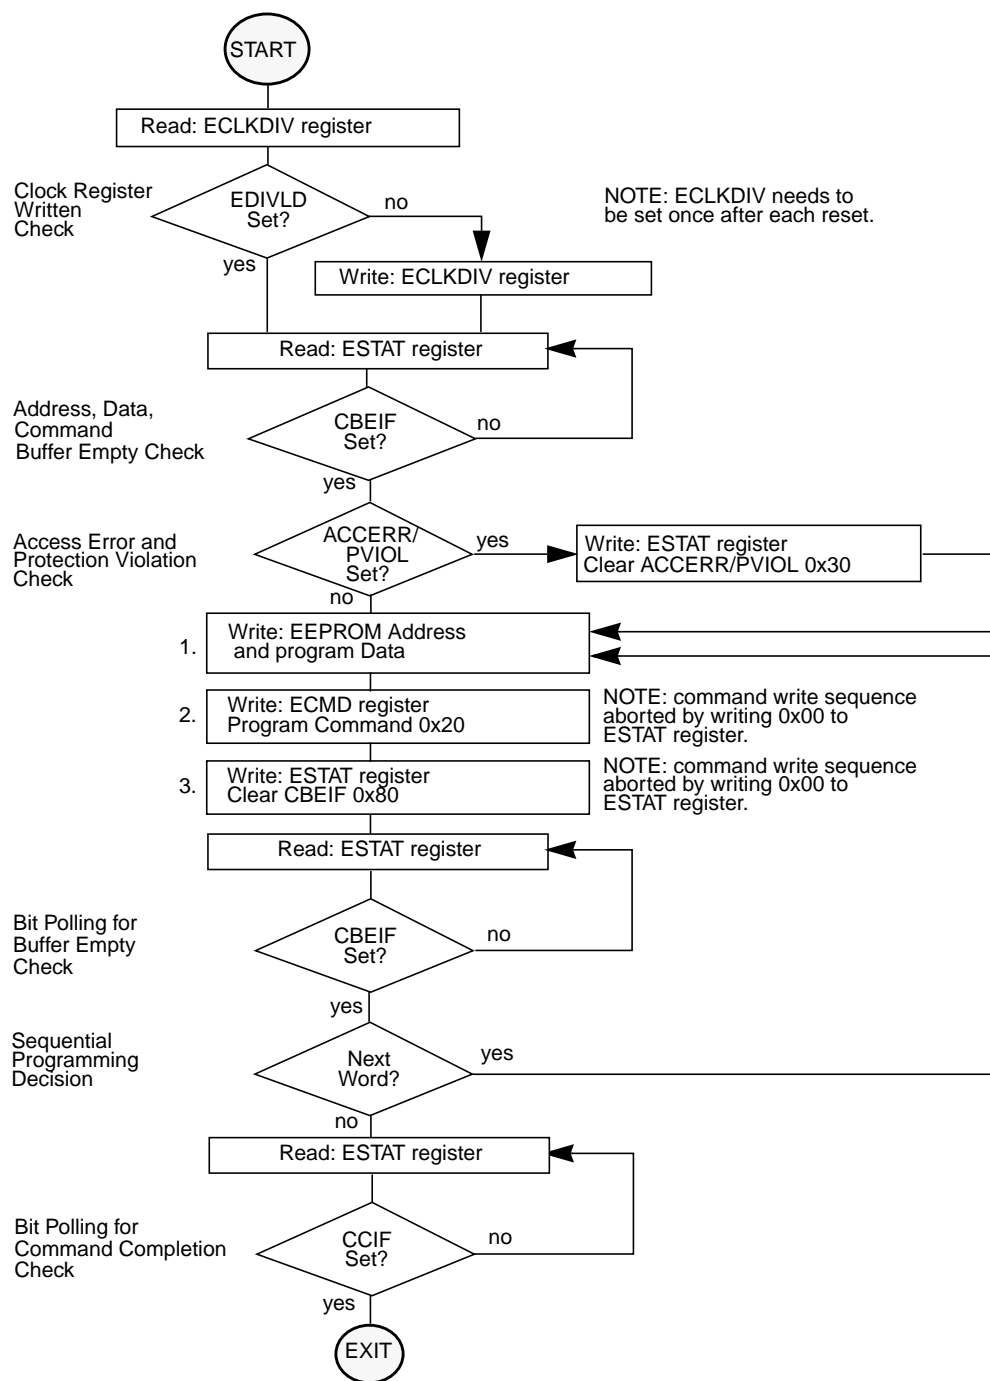 START
Read: ECLKDIV register
Clock Register
Written
Check
EDIVLD
Set?
no
yes
NOTE: ECLKDIV needs to
be set once after each reset.
Write: ECLKDIV register
Read: ESTAT register
Address, Data,
Command
Buffer Empty Check
CBEIF
Set?
no
yes
Access Error and
Protection Violation
Check
ACCERR/
PVIOL
Set?
yes
no
Write: ESTAT register
Clear ACCERR/PVIOL 0x30
1.
Write: EEPROM Address
and program Data
2.
Write: ECMD register
Program Command 0x20
NOTE: command write sequence
aborted by writing 0x00 to
ESTAT register.
3.
Write: ESTAT register
Clear CBEIF 0x80
NOTE: command write sequence
aborted by writing 0x00 to
ESTAT register.
Read: ESTAT register
Bit Polling for
Buffer Empty
Check
CBEIF
Set?
no
yes
Sequential
Programming
Decision
Next
Word?
yes
no
Read: ESTAT register
Bit Polling for
Command Completion
Check
CCIF
Set?
no
yes
EXIT